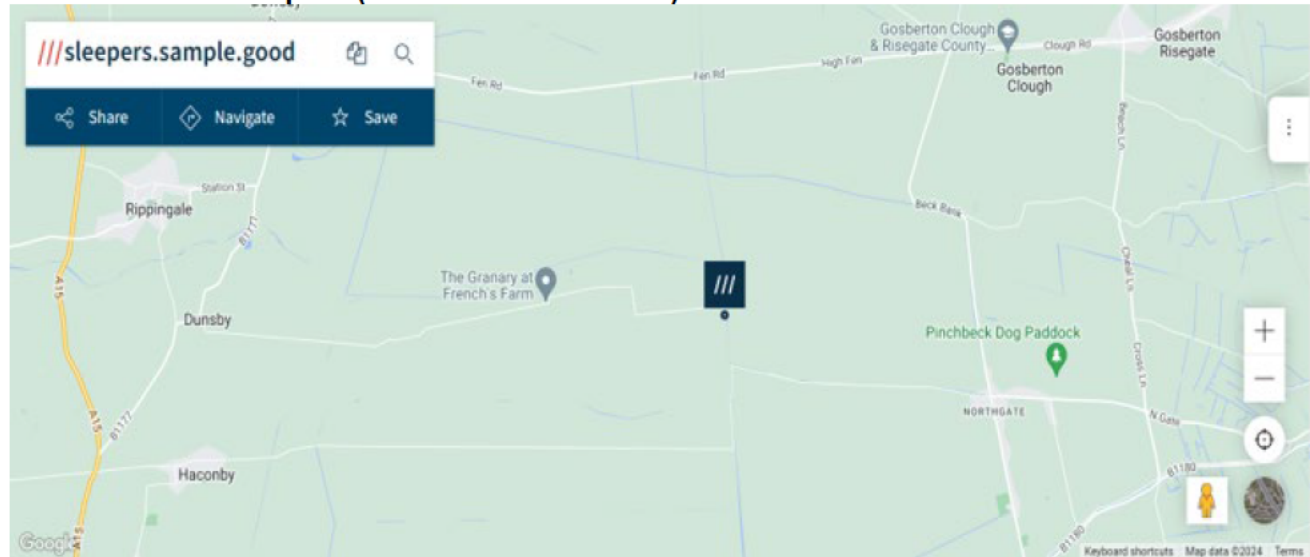 ///sleepers.sample.good
Share
Navigate
Save
Gosberton Clough
& Risegate County...
Clough Rd
Gosberton
Risegate
Gosberton
Clough
High Fen
Fen Rd
Fen Rd
Beach Ln
Station St
Rippingale
B1177
A15
Beck Bank
Cheal Ln
The Granary at
French's Farm
///
Dunsby
Pinchbeck Dog Paddock
Cross Ln
A15
B1177
NORTHGATE
N Gate
Haconby
B1180
B1180
A15
Google
Keyboard shortcuts
Map data ©2024
Terms